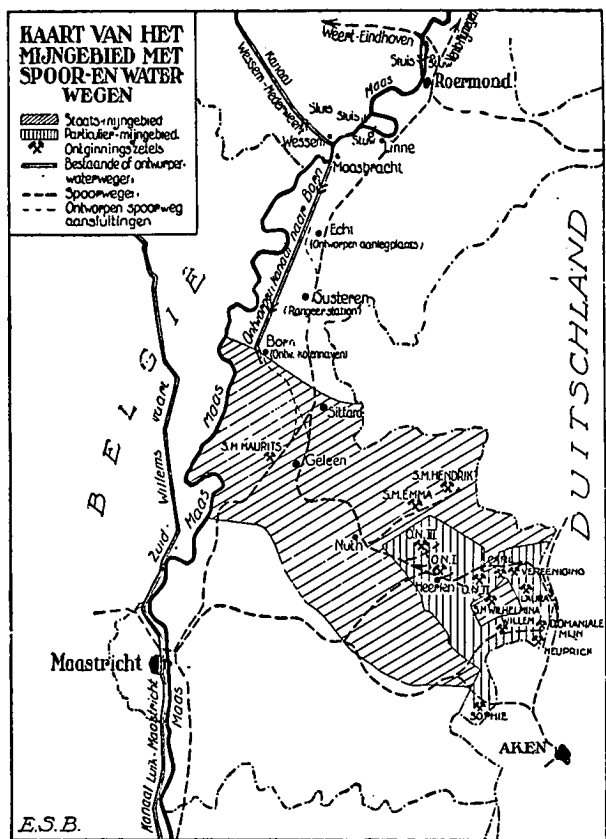 KAART VAN HET
MIJNGEBIED MET
SPOOR- EN WATER
WEGEN
Staats-mijngebied
Particulier-mijngebied.
Ontginningszetels
Bestaande of ontworpen
waterwegen
Spoorwegen
Ontworpen spoorweg
aansluitingen
Weert-Eindhoven
Kanaal
Wessem-Nederweert
Sluis
Maas
Roermond
Sluis
Sluis
Stuw
Wessem
Linne
Maasbracht
Ontworpen kanaal naar Born
Echt
(Ontworpen aanlegplaats)
Susteren
(Rangeerstation)
Born
(Ontw. kolenhaven)
BELGIË
DUITSCHLAND
Zuid-Willemsvaart
Maas
Sittard
S.M. MAURITS
Geleen
S.M. HENDRIK
S.M. EMMA
Maas
Nuth
O.N. III
O.N. I
Heerlen
O.N. II
CARL
VEREENIGING
LAURA
S.M. WILHELMINA
WILLEM
DOMANIALE
MIJN
NEUPRICK
Maastricht
Maas
Kanaal Luik-Maastricht
SOPHIE
AKEN
E.S.B.